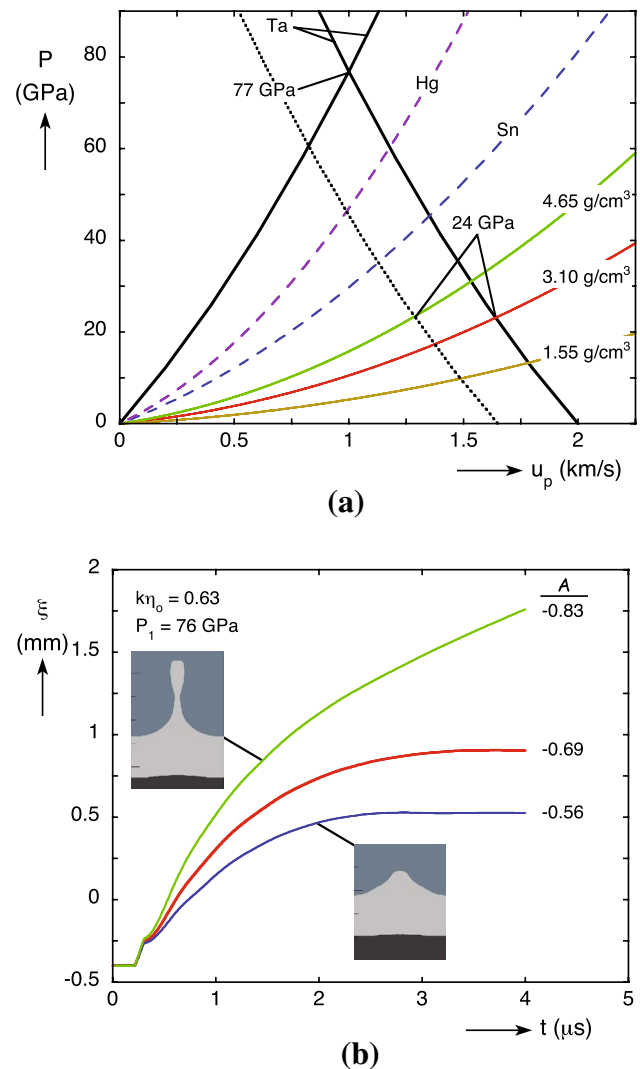 P
(GPa)
80
60
40
20
0
Ta
77 GPa
Hg
Sn
24 GPa
4.65 g/cm³
3.10 g/cm³
1.55 g/cm³
0 0.5 1 1.5 2
u_p (km/s)
(a)
ξ
(mm)
2
1.5
1
0.5
0
-0.5
kη_o = 0.63
P_1 = 76 GPa
A
-0.83
-0.69
-0.56
0 1 2 3 4 5
t (μs)
(b)